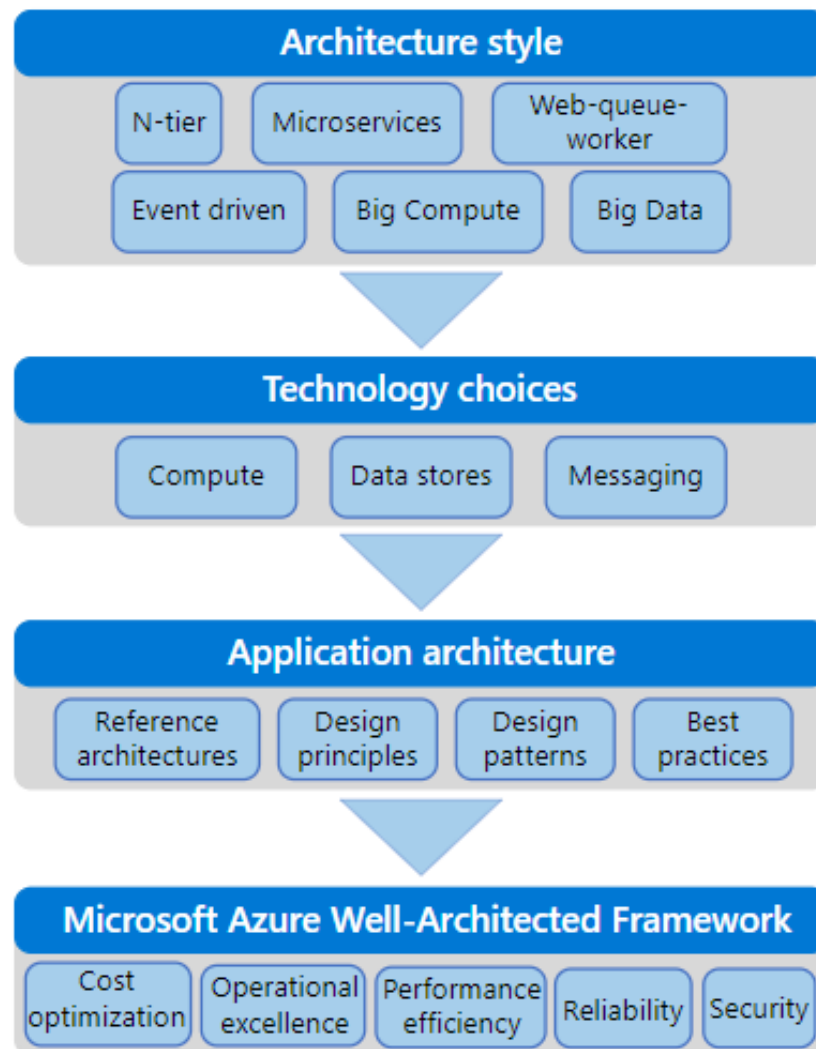 Architecture style
N-tier
Microservices
Web-queue-
worker
Event driven
Big Compute
Big Data
Technology choices
Compute
Data stores
Messaging
Application architecture
Reference
architectures
Design
principles
Design
patterns
Best
practices
Microsoft Azure Well-Architected Framework
Cost
optimization
Operational
excellence
Performance
efficiency
Reliability
Security